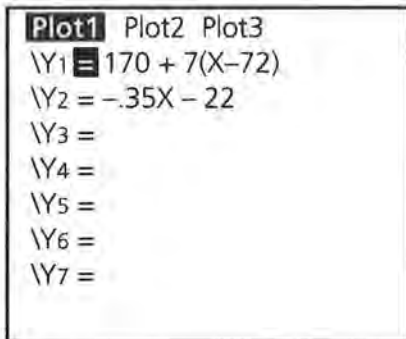 Plot1 Plot2 Plot3
\Y1 = 170 + 7(X–72)
\Y2 = –.35X – 22
\Y3 =
\Y4 =
\Y5 =
\Y6 =
\Y7 =